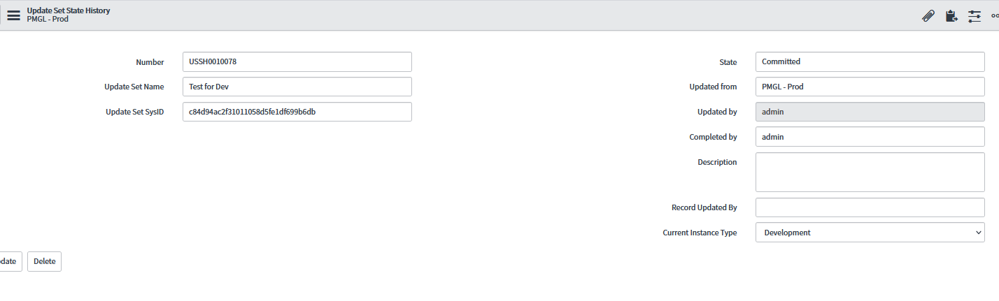 Update Set State History
PMGL - Prod
Number USSH0010078
Update Set Name Test for Dev
Update Set SysID c84d94ac2f31011058d5fe1df699b6db
State Committed
Updated from PMGL - Prod
Updated by admin
Completed by admin
Description
Record Updated By
Current Instance Type Development
date Delete